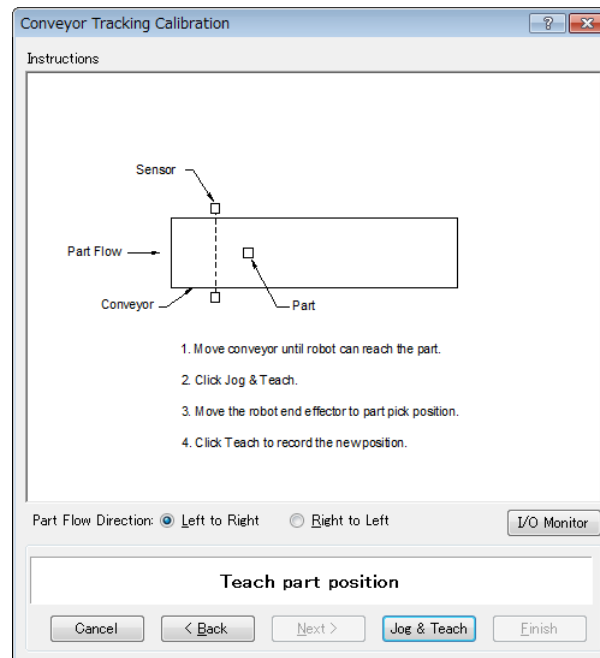 Conveyor Tracking Calibration
Instructions
Sensor
Part Flow
Conveyor
Part
1. Move conveyor until robot can reach the part.
2. Click Jog & Teach.
3. Move the robot end effector to part pick position.
4. Click Teach to record the newposition.
Part Flow Direction: Left to Right Right to Left I/O Monitor
Teach part position
Cancel < Back Next > Jog & Teach Finish